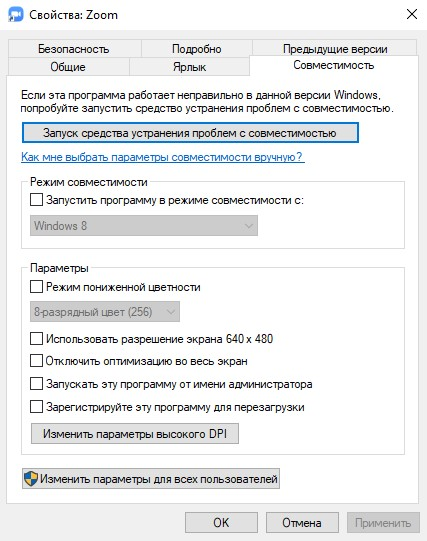 Свойства: Zoom
Безопасность Подробно Предыдущие версии
Общие Ярлык Совместимость
Если эта программа работает неправильно в данной версии Windows,
попробуйте запустить средство устранения проблем с совместимостью.
Запуск средства устранения проблем с совместимостью
Как мне выбрать параметры совместимости вручную?
Режим совместимости
Запустить программу в режиме совместимости с:
Windows 8
Параметры
Режим пониженной цветности
8-разрядный цвет (256)
Использовать разрешение экрана 640 x 480
Отключить оптимизацию во весь экран
Запускать эту программу от имени администратора
Зарегистрируйте эту программу для перезагрузки
Изменить параметры высокого DPI
Изменить параметры для всех пользователей
OK Отмена Применить